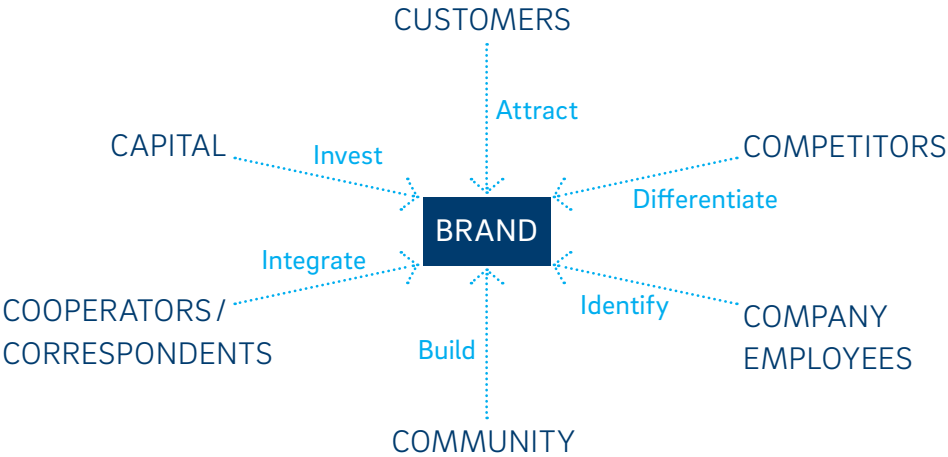 CUSTOMERS
Attract
CAPITAL
Invest
COMPETITORS
Differentiate
BRAND
Integrate
COOPERATORS/
CORRESPONDENTS
Identify
COMPANY
EMPLOYEES
Build
COMMUNITY